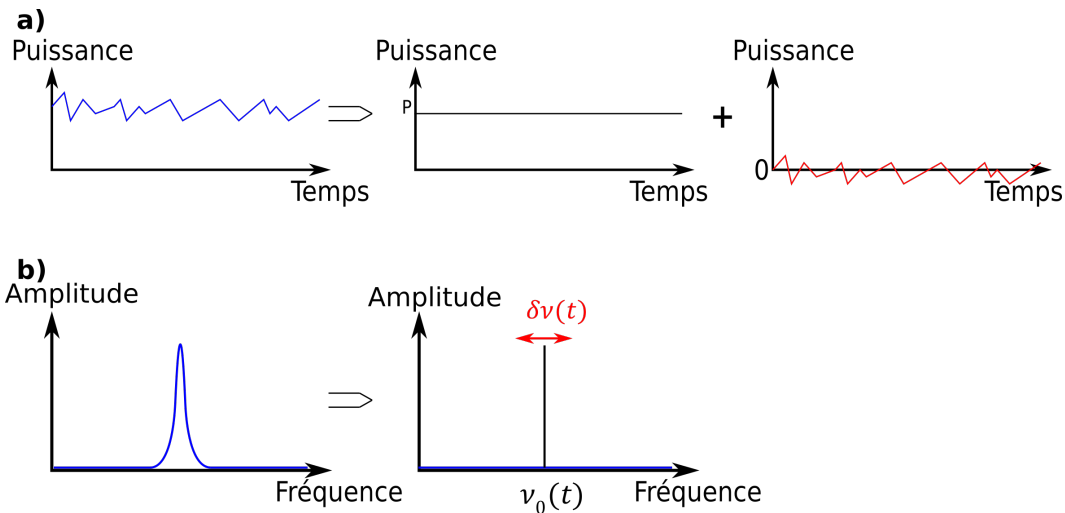 a)
Puissance
Puissance
Puissance
P
+
0
Temps
Temps
Temps
b)
Amplitude
Amplitude
δν(t)
Fréquence
ν₀(t)
Fréquence